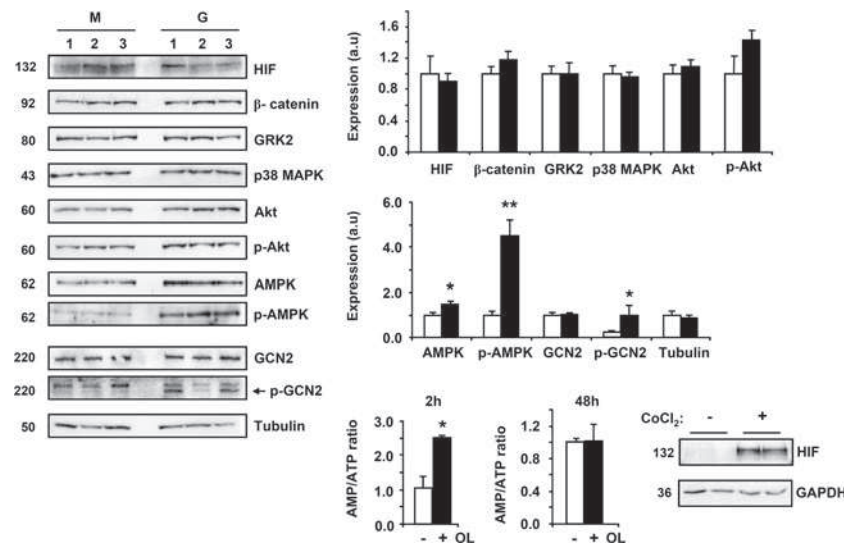 M G
1 2 3 1 2 3
132 HIF
92 β- catenin
80 GRK2
43 p38 MAPK
60 Akt
60 p-Akt
62 AMPK
62 p-AMPK
220 GCN2
220 ← p-GCN2
50 Tubulin
Expression (a.u)
1.6
1.2
0.8
0.4
0
HIF β-catenin GRK2 p38 MAPK Akt p-Akt
Expression (a.u)
6.0
4.0
2.0
1.0
0.0
* ** *
AMPK p-AMPK GCN2 p-GCN2 Tubulin
2h
AMP/ATP ratio
3.0
2.0
1.0
0.0
*
- + OL
48h
AMP/ATP ratio
1.2
0.8
0.4
0
- + OL
CoCl₂: - +
132 HIF
36 GAPDH